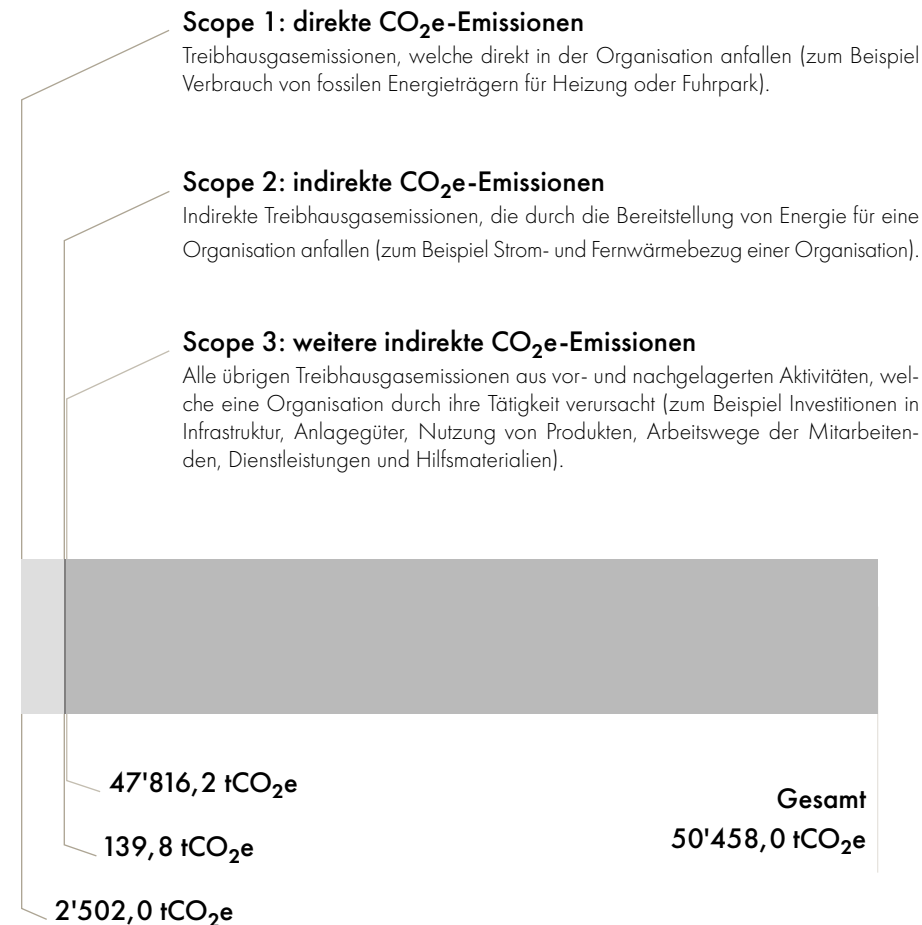 Scope 1: direkte CO₂e-Emissionen
Treibhausgasemissionen, welche direkt in der Organisation anfallen (zum Beispiel
Verbrauch von fossilen Energieträgern für Heizung oder Fuhrpark).
Scope 2: indirekte CO₂e-Emissionen
Indirekte Treibhausgasemissionen, die durch die Bereitstellung von Energie für eine
Organisation anfallen (zum Beispiel Strom- und Fernwärmebezug einer Organisation).
Scope 3: weitere indirekte CO₂e-Emissionen
Alle übrigen Treibhausgasemissionen aus vor- und nachgelagerten Aktivitäten, wel-
che eine Organisation durch ihre Tätigkeit verursacht (zum Beispiel Investitionen in
Infrastruktur, Anlagegüter, Nutzung von Produkten, Arbeitswege der Mitarbeiten-
den, Dienstleistungen und Hilfsmaterialien).
47'816,2 tCO₂e
139,8 tCO₂e
2'502,0 tCO₂e
Gesamt
50'458,0 tCO₂e